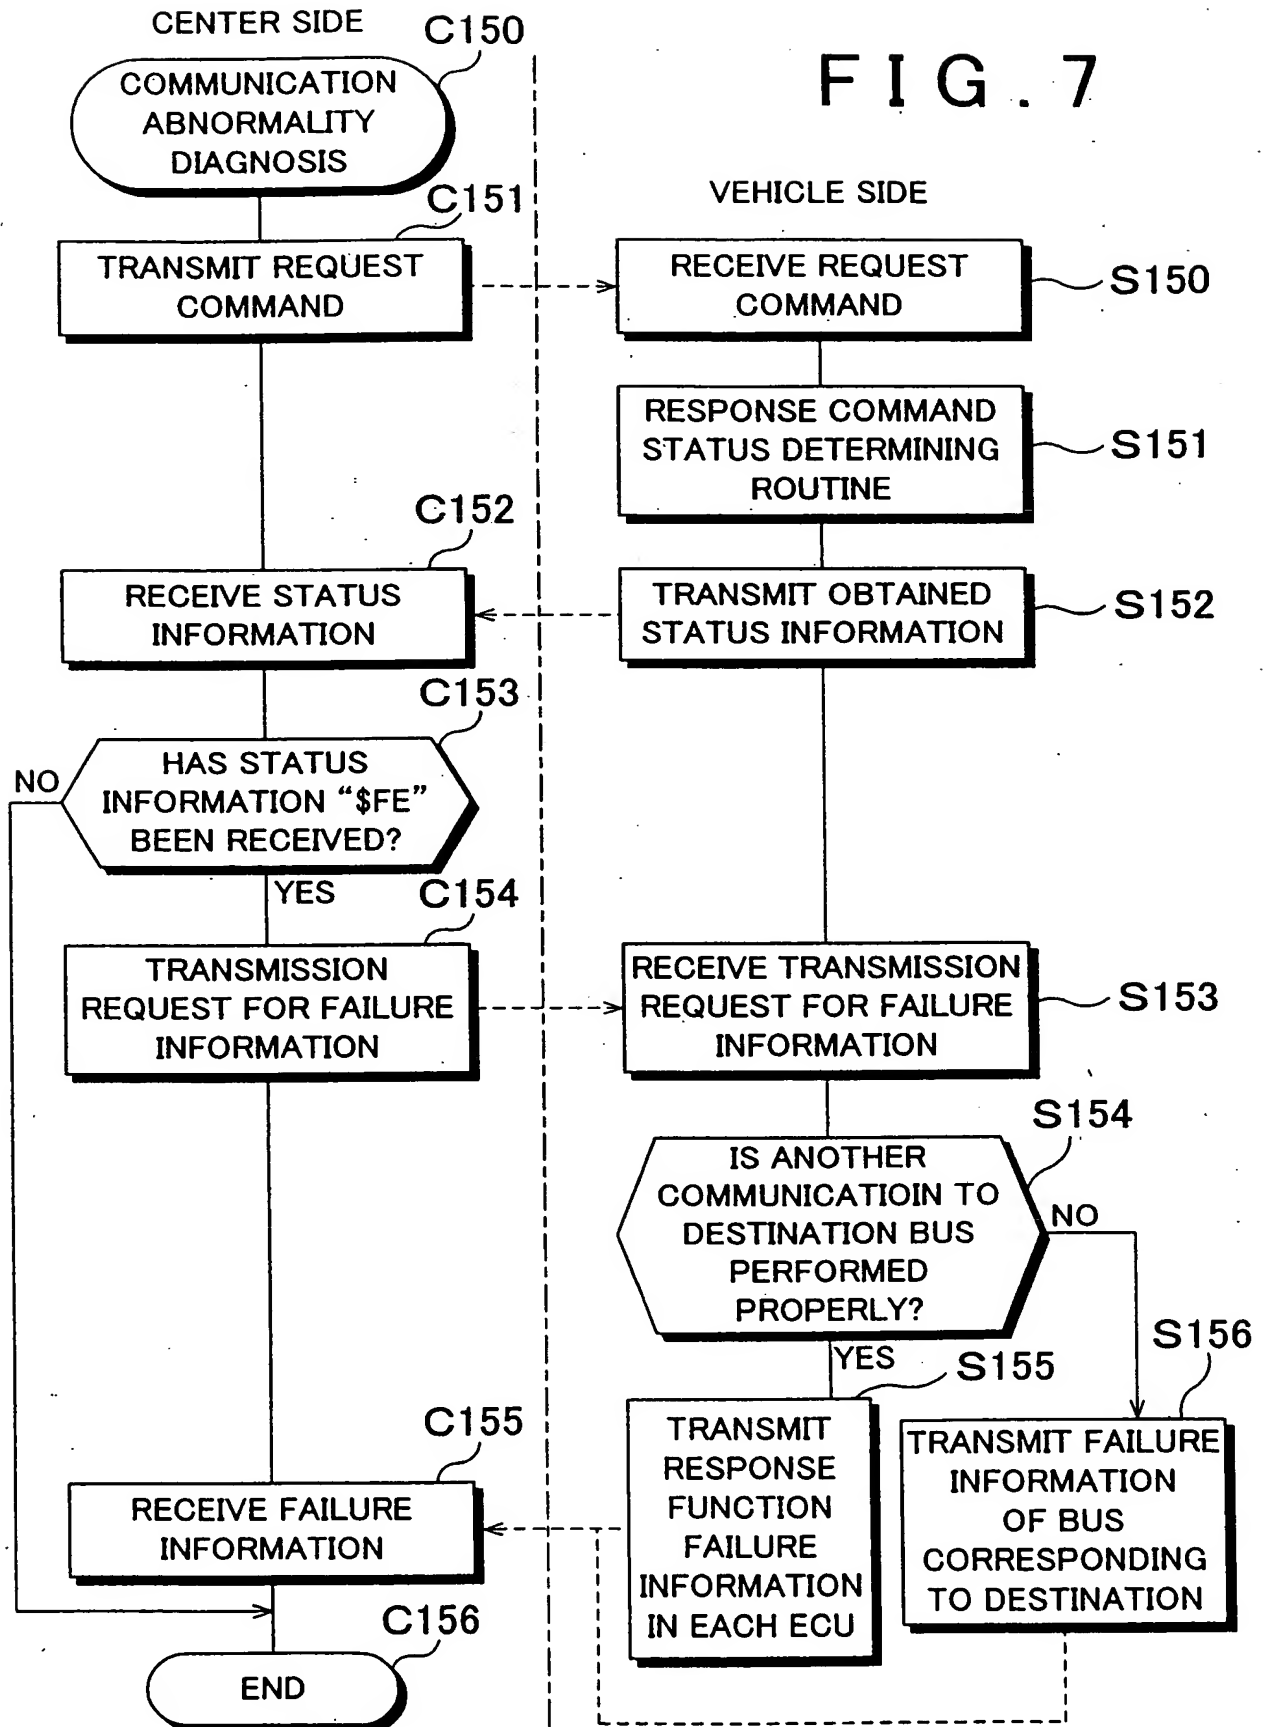 CENTER SIDE
C150
FIG. 7
COMMUNICATION
ABNORMALITY
DIAGNOSIS
VEHICLE SIDE
C151
TRANSMIT REQUEST
COMMAND
RECEIVE REQUEST
COMMAND
S150
RESPONSE COMMAND
STATUS DETERMINING
ROUTINE
S151
C152
RECEIVE STATUS
INFORMATION
TRANSMIT OBTAINED
STATUS INFORMATION
S152
C153
HAS STATUS
INFORMATION “$FE”
BEEN RECEIVED?
NO
YES
C154
TRANSMISSION
REQUEST FOR FAILURE
INFORMATION
RECEIVE TRANSMISSION
REQUEST FOR FAILURE
INFORMATION
S153
S154
IS ANOTHER
COMMUNICATIOIN TO
DESTINATION BUS
PERFORMED
PROPERLY?
NO
YES
S155
S156
TRANSMIT
RESPONSE
FUNCTION
FAILURE
INFORMATION
IN EACH ECU
TRANSMIT FAILURE
INFORMATION
OF BUS
CORRESPONDING
TO DESTINATION
C155
RECEIVE FAILURE
INFORMATION
C156
END